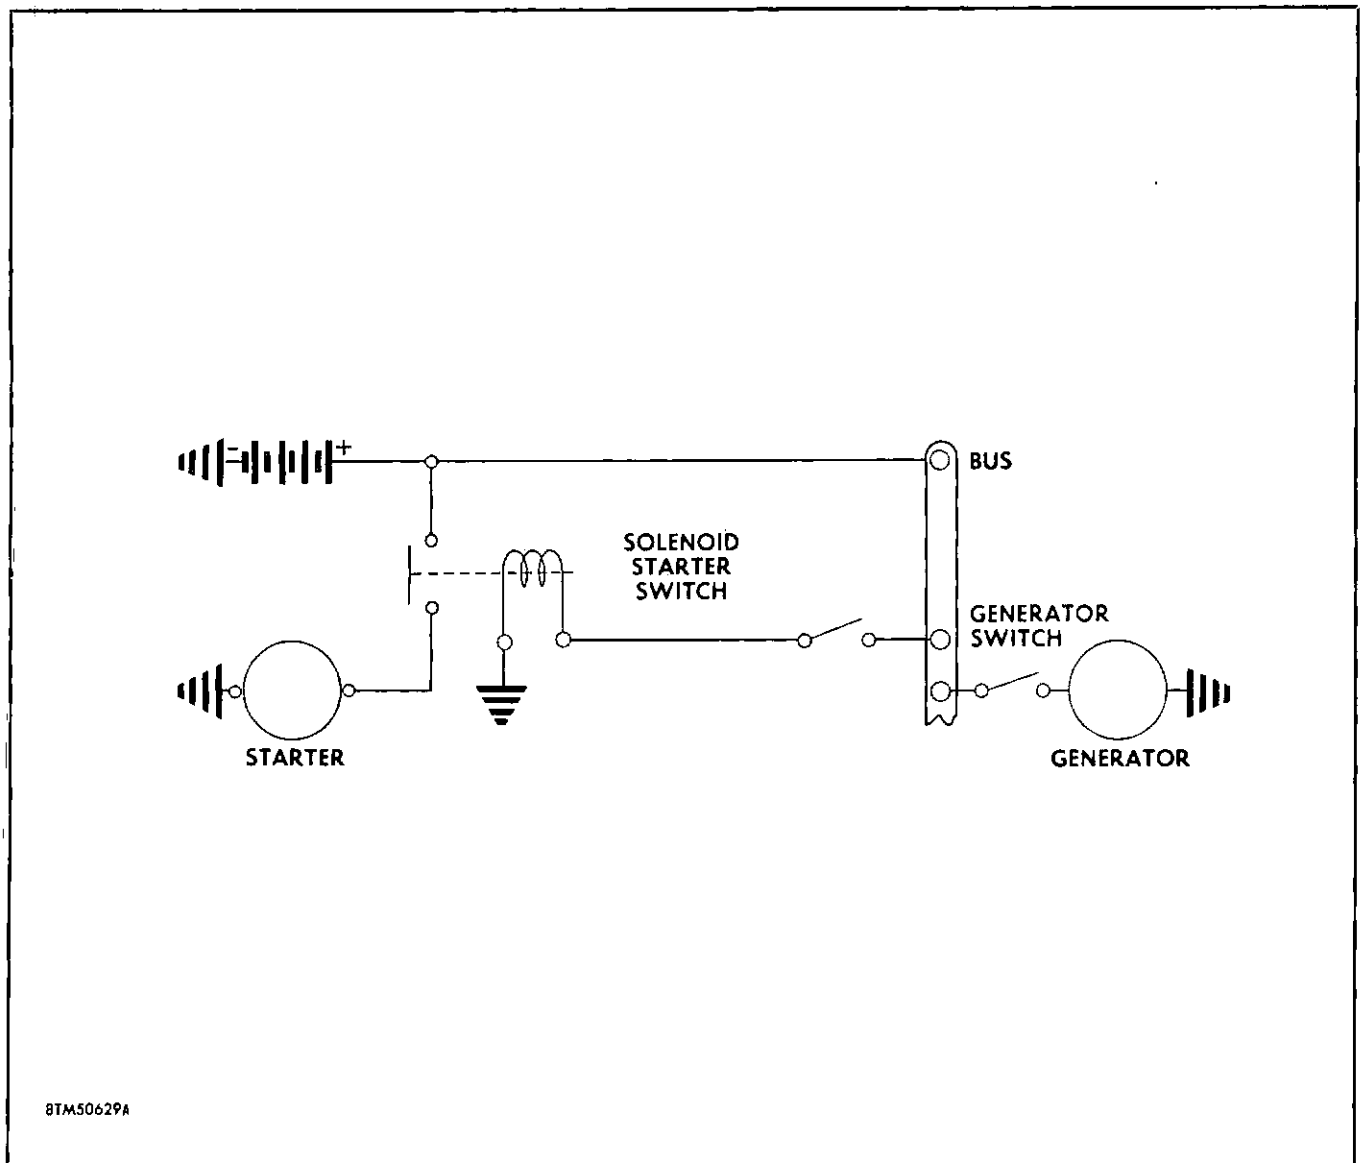 -
+
BUS
SOLENOID
STARTER
SWITCH
GENERATOR
SWITCH
STARTER
GENERATOR
8TM50629A